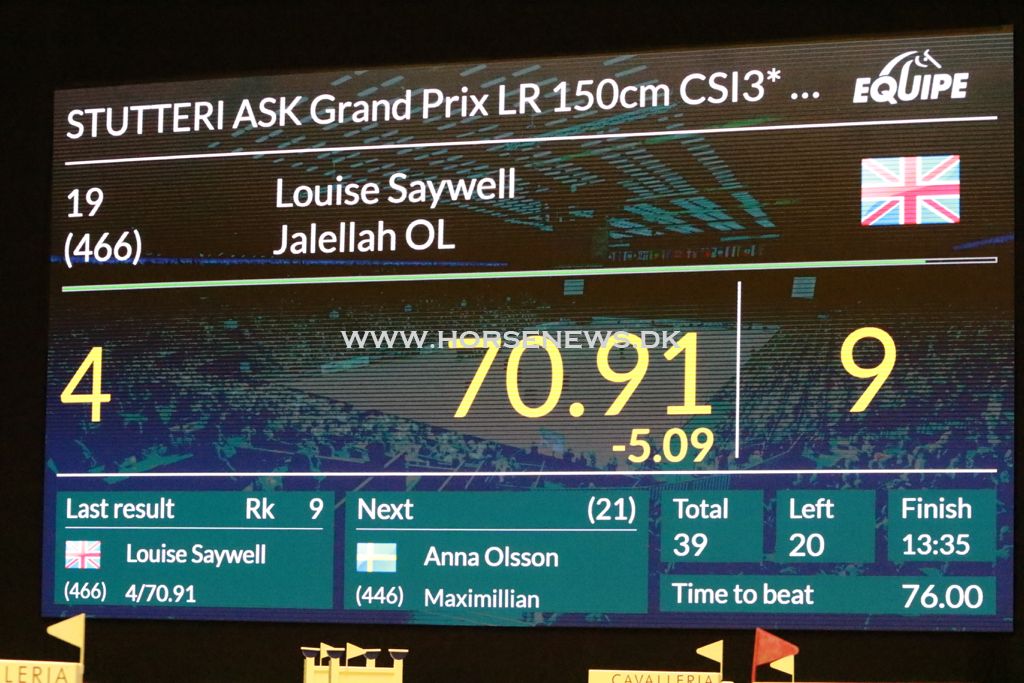 STUTTERI ASK Grand Prix LR 150cm CSI3* ...
EQUIPE
19
Louise Saywell
(466)
Jalellah OL
WWW.HORSENEWS.DK
4
70.91
9
-5.09
Last result Rk 9
Louise Saywell
(466) 4/70.91
Next (21)
Anna Olsson
(446) Maximillian
Total
39
Left
20
Finish
13:35
Time to beat 76.00
LERIA
CAVALLERIA